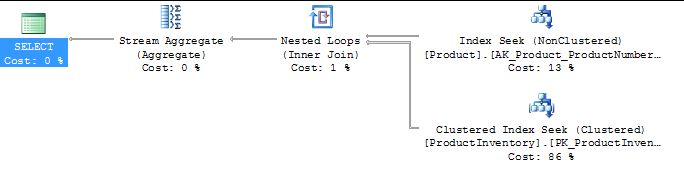 SELECT
Cost: 0 %
Stream Aggregate
(Aggregate)
Cost: 0 %
Nested Loops
(Inner Join)
Cost: 1 %
Index Seek (NonClustered)
[Product].[AK_Product_ProductNumber…
Cost: 13 %
Clustered Index Seek (Clustered)
[ProductInventory].[PK_ProductInven…
Cost: 86 %